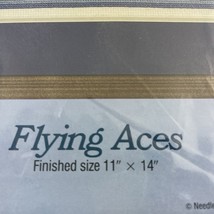 Flying Aces
Finished size 11" × 14"
© Needle